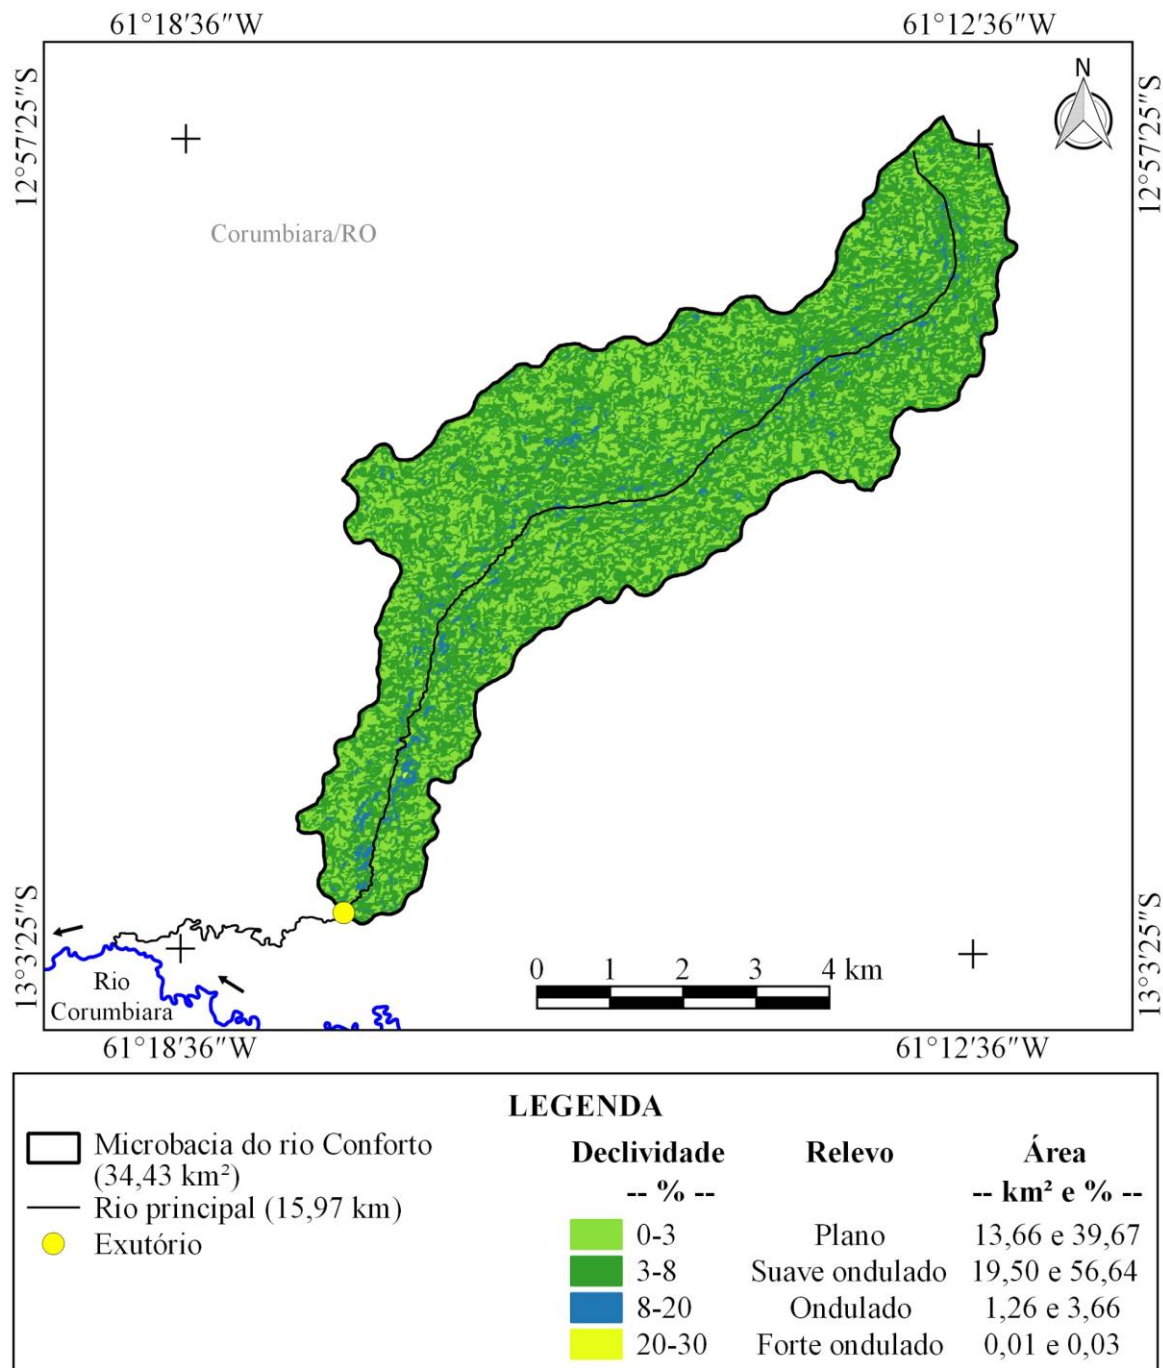 61°18′36″W 61°12′36″W
12°57′25″S 12°57′25″S
N
Corumbiara/RO
13°3′25″S 13°3′25″S
0 1 2 3 4 km
Rio
Corumbiara
61°18′36″W 61°12′36″W
LEGENDA
Microbacia do rio Conforto
(34,43 km²)
Rio principal (15,97 km)
Exutório
Declividade Relevo Área
-- % -- -- km² e % --
0-3 Plano 13,66 e 39,67
3-8 Suave ondulado 19,50 e 56,64
8-20 Ondulado 1,26 e 3,66
20-30 Forte ondulado 0,01 e 0,03